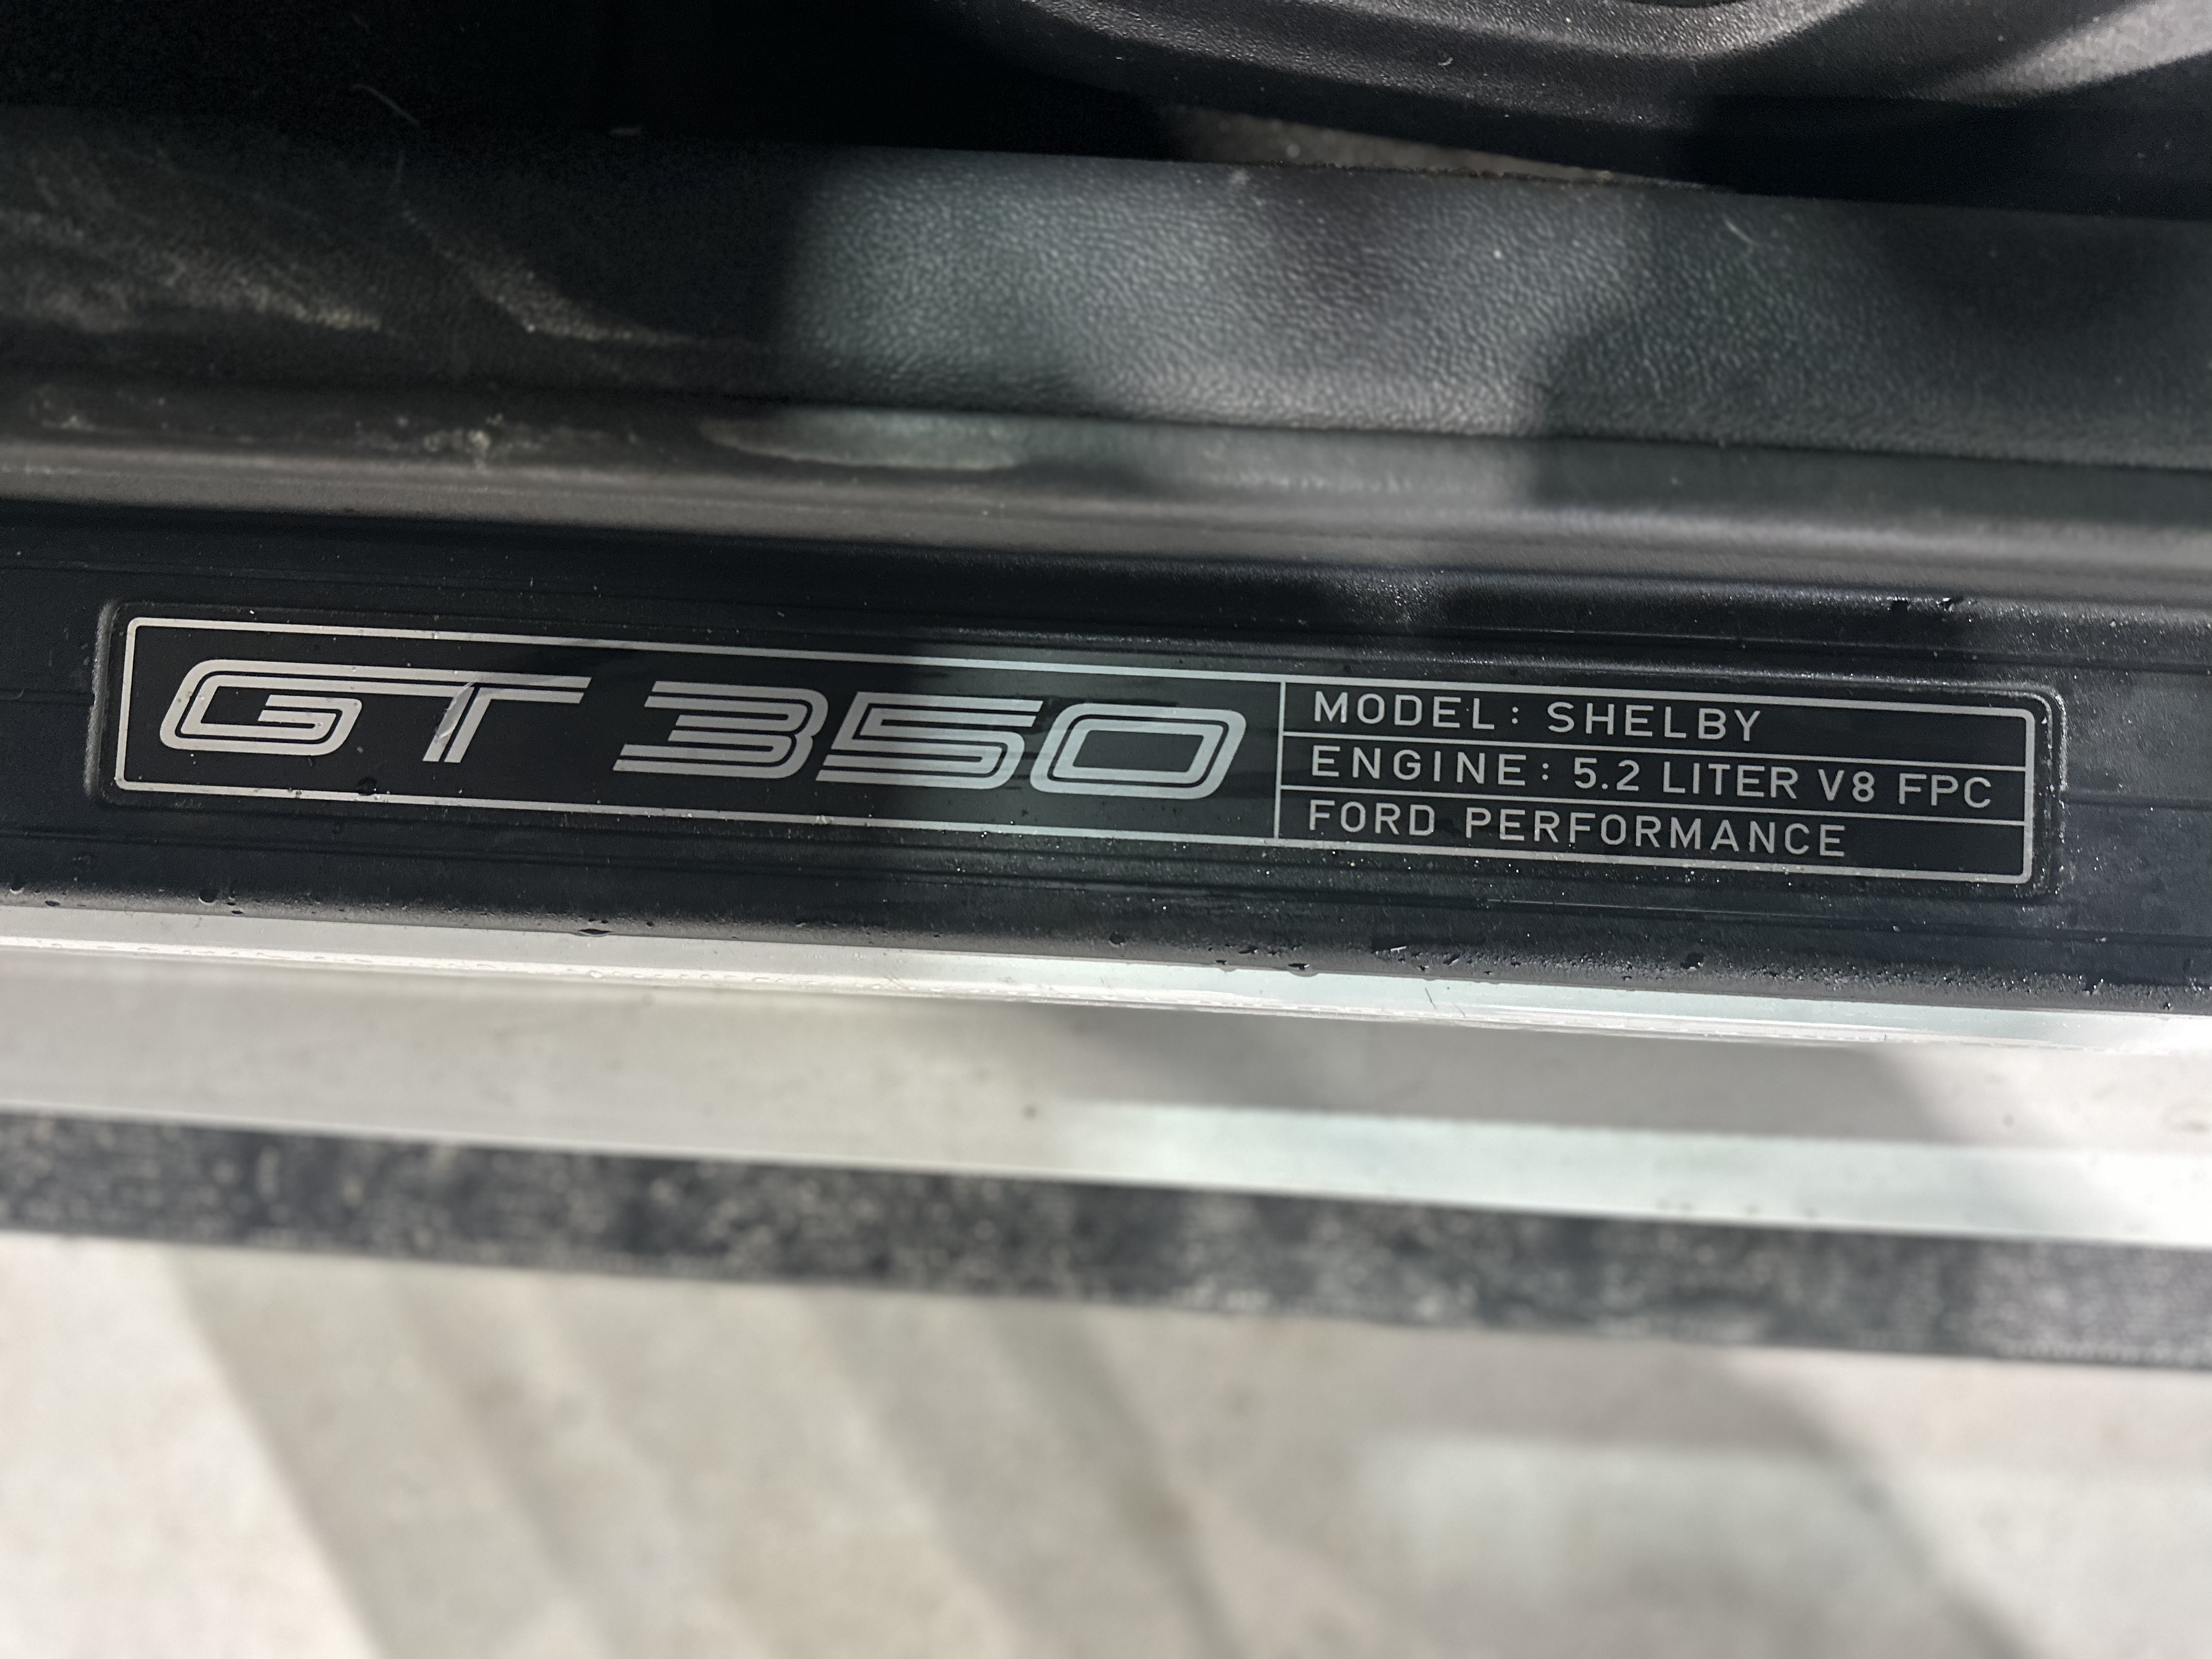 GT 350
MODEL: SHELBY
ENGINE: 5.2 LITER V8 FPC
FORD PERFORMANCE